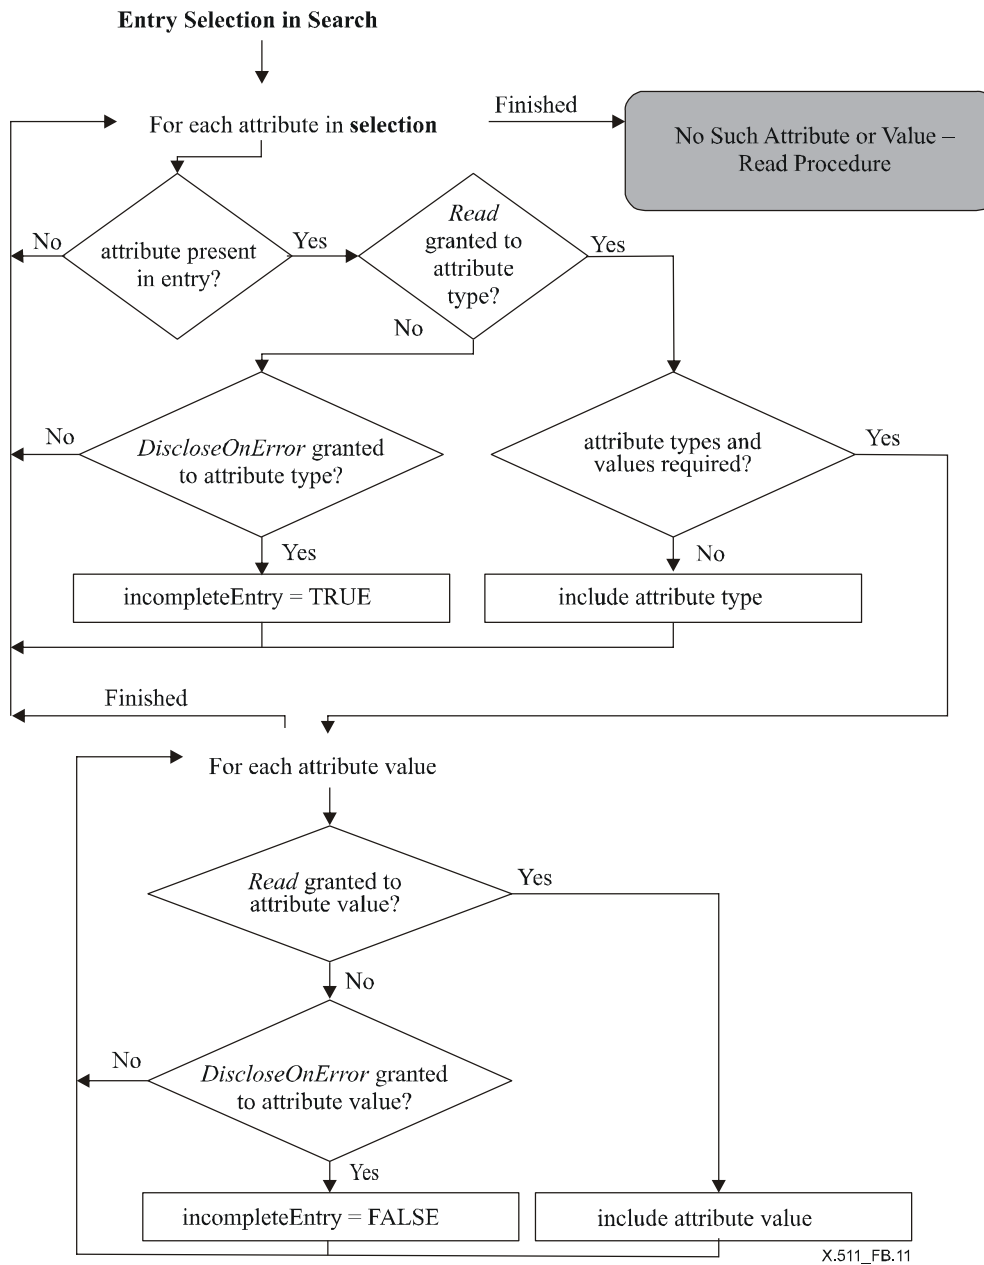 Entry Selection in Search
Finished
For each attribute in selection
No Such Attribute or Value –
Read Procedure
No
attribute present
in entry?
Yes
Read
granted to
attribute
type?
Yes
No
No
DiscloseOnError granted
to attribute type?
attribute types and
values required?
Yes
Yes
No
incompleteEntry = TRUE
include attribute type
Finished
For each attribute value
Read granted to
attribute value?
Yes
No
No
DiscloseOnError granted
to attribute value?
Yes
incompleteEntry = FALSE
include attribute value
X.511_FB.11